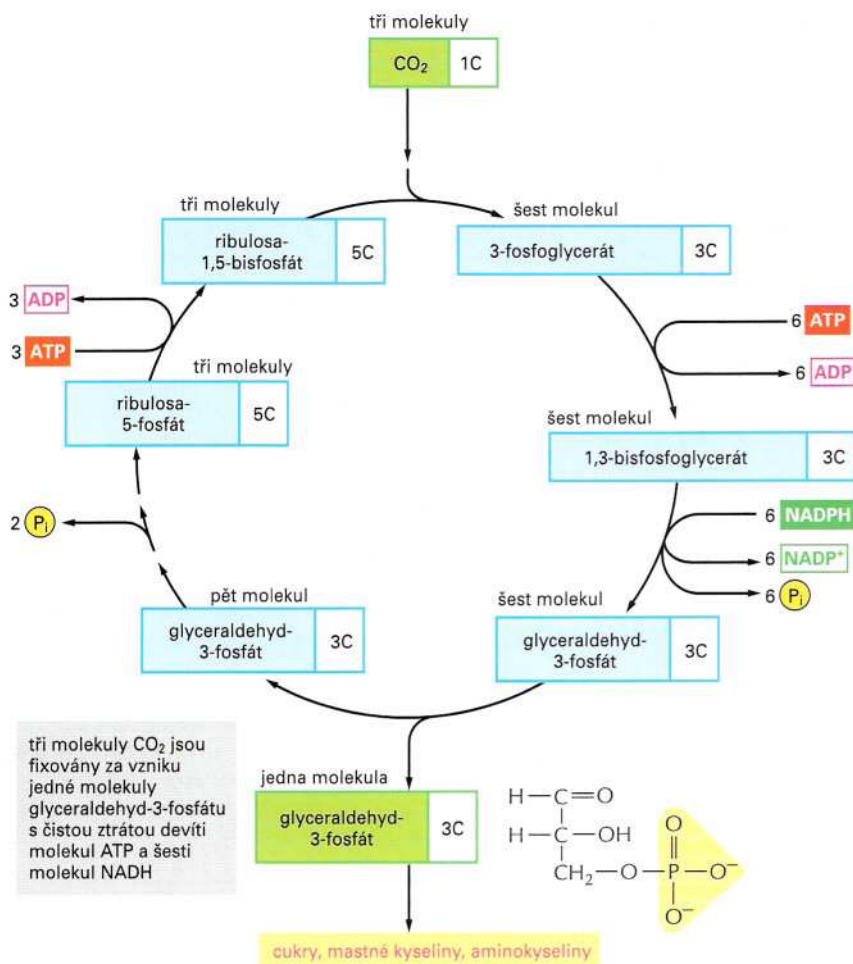 tři molekuly
CO₂ 1C
tři molekuly
ribulosa-
1,5-bisfosfát
5C
šest molekul
3-fosfoglycerát 3C
3 ADP
3 ATP
6 ATP
6 ADP
tři molekuly
ribulosa-
5-fosfát
5C
šest molekul
1,3-bisfosfoglycerát 3C
2 Pi
6 NADPH
6 NADP⁺
6 Pi
pět molekul
glyceraldehyd-
3-fosfát
3C
šest molekul
glyceraldehyd-
3-fosfát
3C
tři molekuly CO₂ jsou
fixovány za vzniku
jedné molekuly
glyceraldehyd-3-fosfátu
s čistou ztrátou devíti
molekul ATP a šesti
molekul NADH
jedna molekula
glyceraldehyd-
3-fosfát
3C
H—C=O
H—C—OH
CH₂—O—P—O⁻
O
O⁻
cukry, mastné kyseliny, aminokyseliny